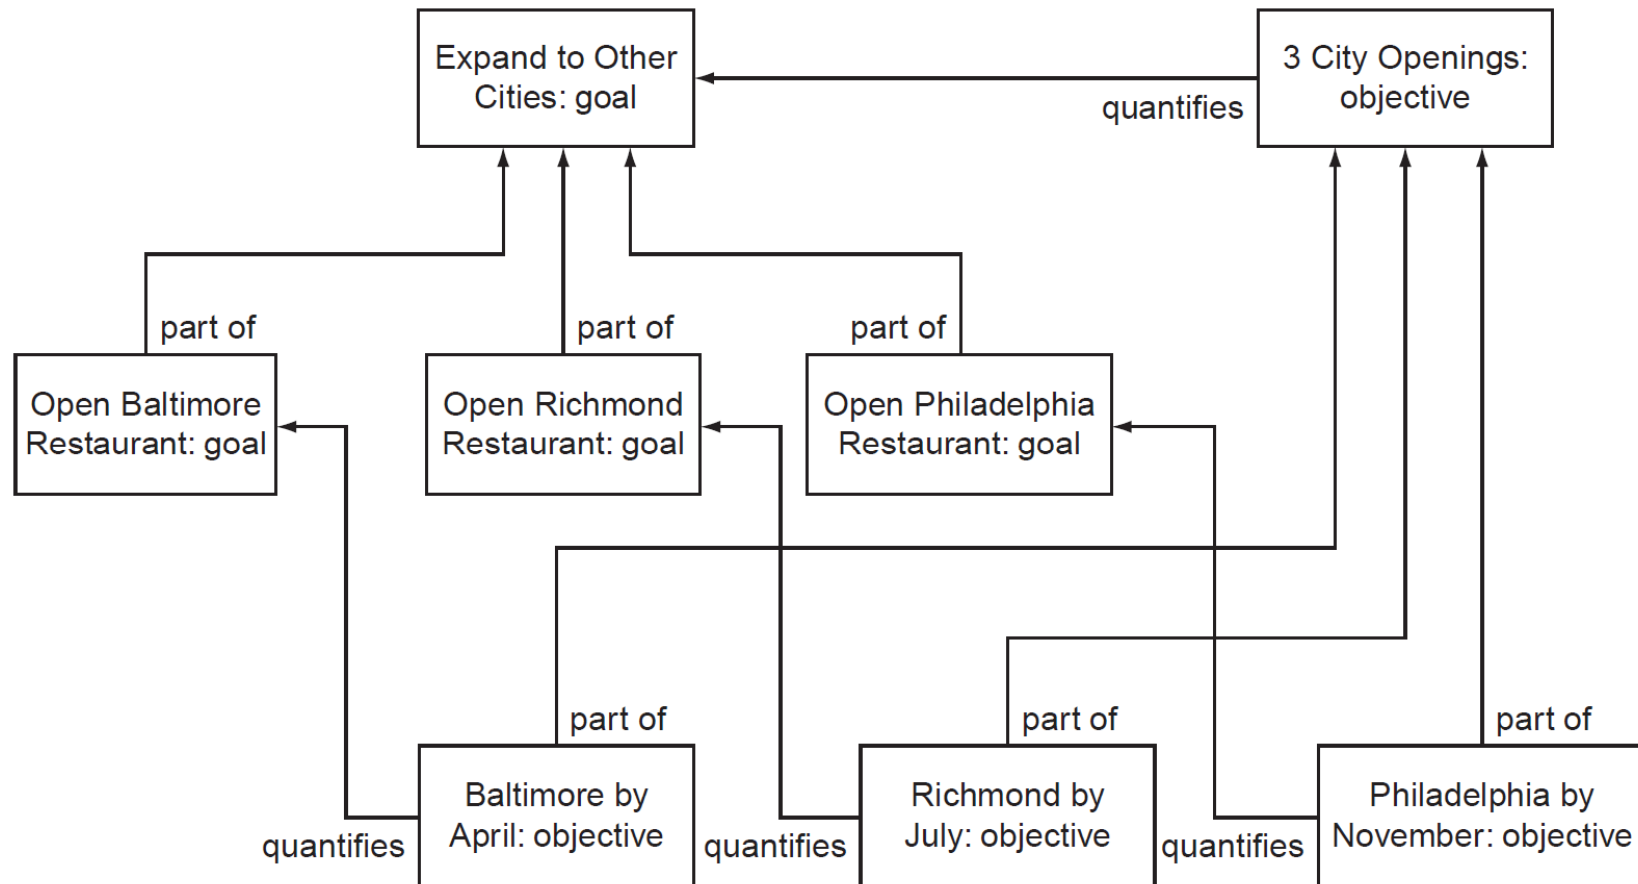 Expand to Other
Cities: goal
3 City Openings:
objective
quantifies
part of
part of
part of
Open Baltimore
Restaurant: goal
Open Richmond
Restaurant: goal
Open Philadelphia
Restaurant: goal
part of
part of
part of
Baltimore by
April: objective
Richmond by
July: objective
Philadelphia by
November: objective
quantifies
quantifies
quantifies